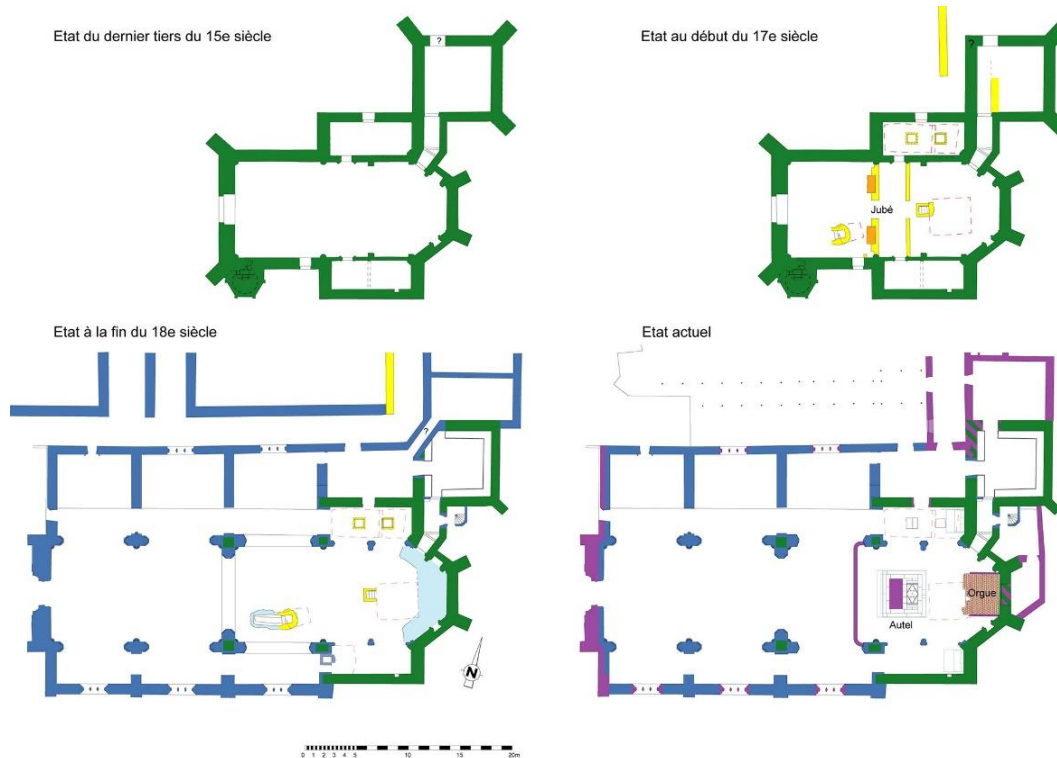 Etat du dernier tiers du 15e siècle
?
Etat au début du 17e siècle
?
Jubé
Etat à la fin du 18e siècle
?
N
0 1 2 3 4 5 10 15 20m
Etat actuel
Orgue
Autel